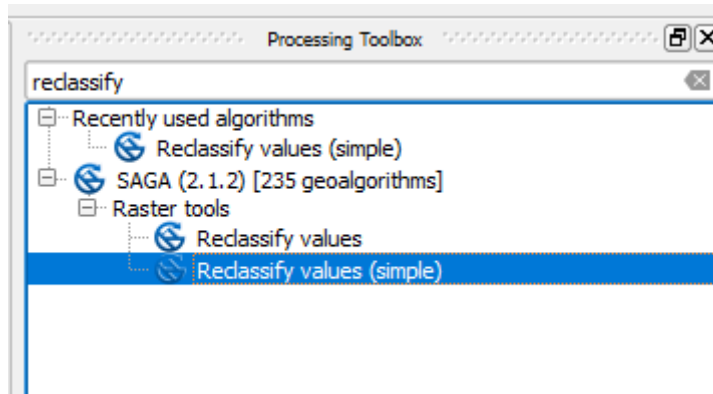 Processing Toolbox
reclassify
Recently used algorithms
Reclassify values (simple)
SAGA (2.1.2) [235 geoalgorithms]
Raster tools
Reclassify values
Reclassify values (simple)